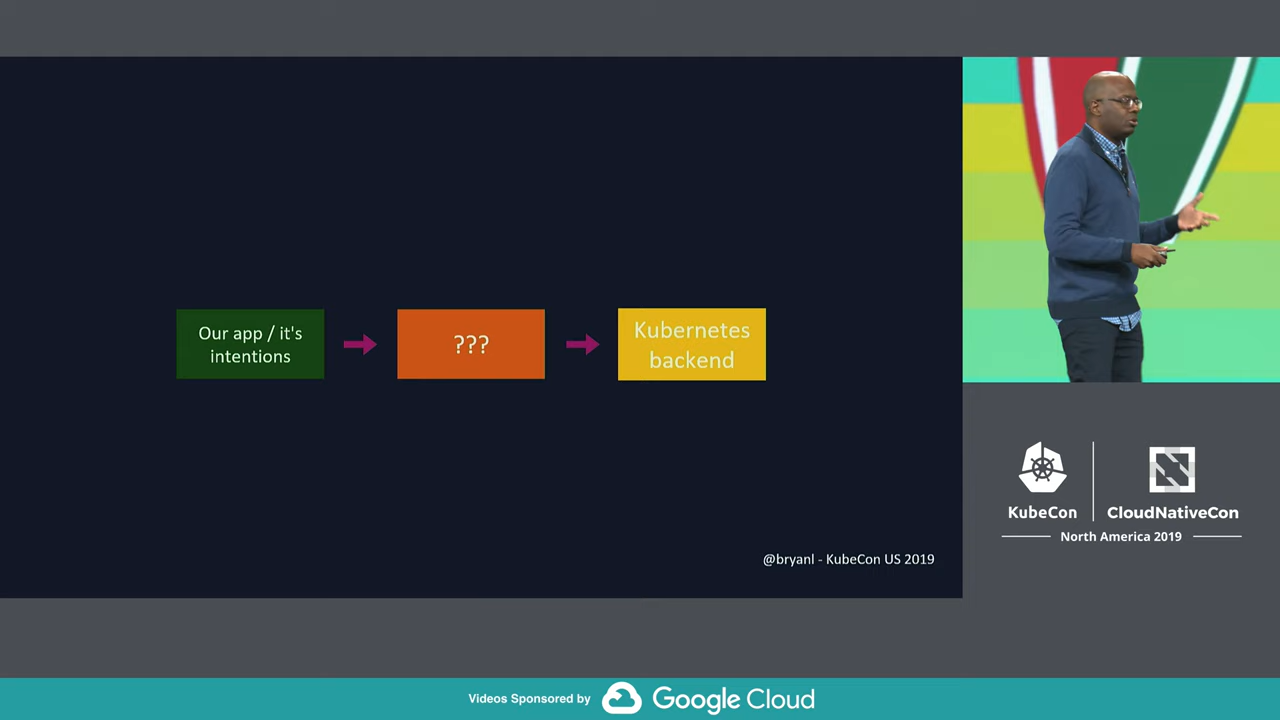 Our app / it's
intentions
???
Kubernetes
backend
@bryanl - KubeCon US 2019
KubeCon
CloudNativeCon
North America 2019
Videos Sponsored by
Google Cloud